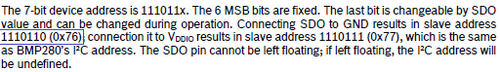 The 7-bit device address is 111011x. The 6 MSB bits are fixed. The last bit is changeable by SDO
value and can be changed during operation. Connecting SDO to GND results in slave address
1110110 (0x76); connection it to VDDIO results in slave address 1110111 (0x77), which is the same
as BMP280's I²C address. The SDO pin cannot be left floating; if left floating, the I²C address will
be undefined.